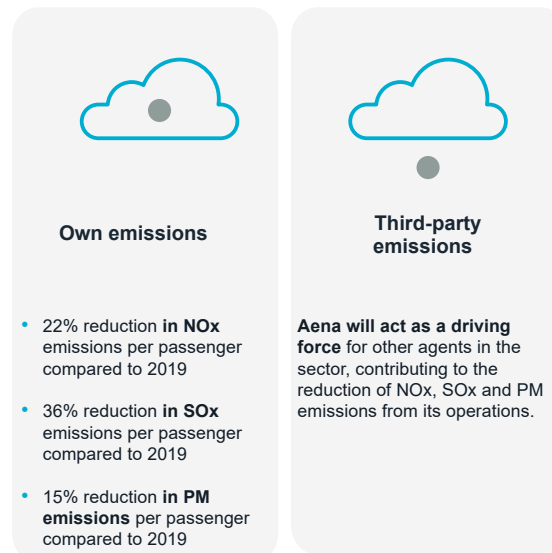 Own emissions
• 22% reduction in NOx
emissions per passenger
compared to 2019
• 36% reduction in SOx
emissions per passenger
compared to 2019
• 15% reduction in PM
emissions per passenger
compared to 2019
Third-party
emissions
Aena will act as a driving
force for other agents in the
sector, contributing to the
reduction of NOx, SOx and PM
emissions from its operations.